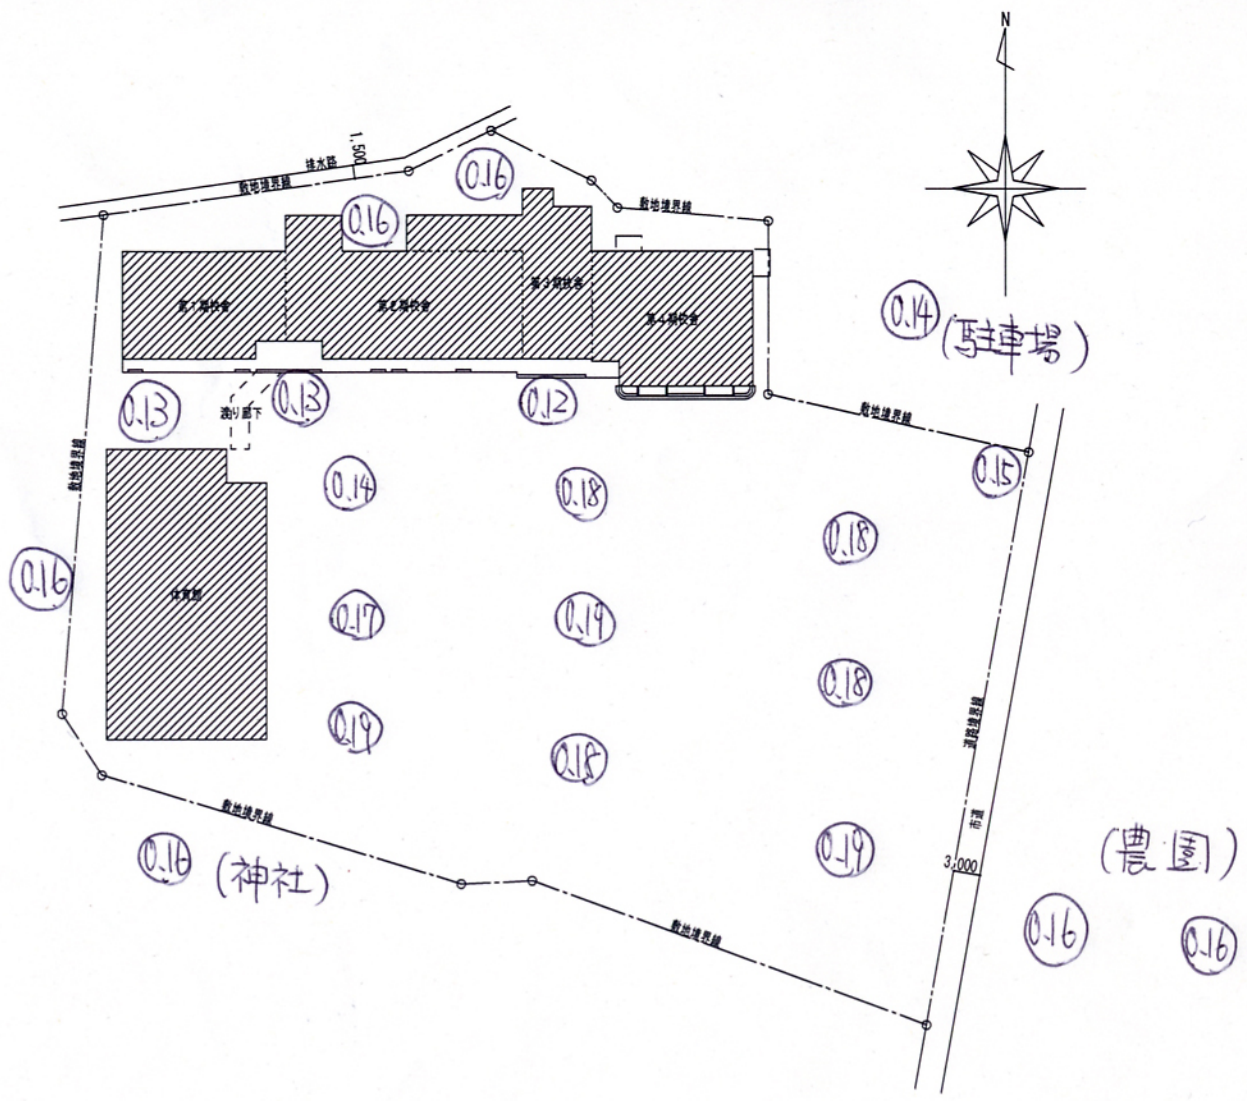 N
1,500
排水路
敷地境界線
0.16
敷地境界線
0.16
第1期校舎
第2期校舎
第3期校舎
第4期校舎
0.14 (駐車場)
0.13
渡り廊下
0.13
0.12
敷地境界線
敷地境界線
0.14
0.18
0.15
0.18
0.16
体育館
0.17
0.19
0.18
0.19
0.18
道路境界線
敷地境界線
0.16 (神社)
0.19
市道
3,000
(農園)
敷地境界線
0.16
0.16